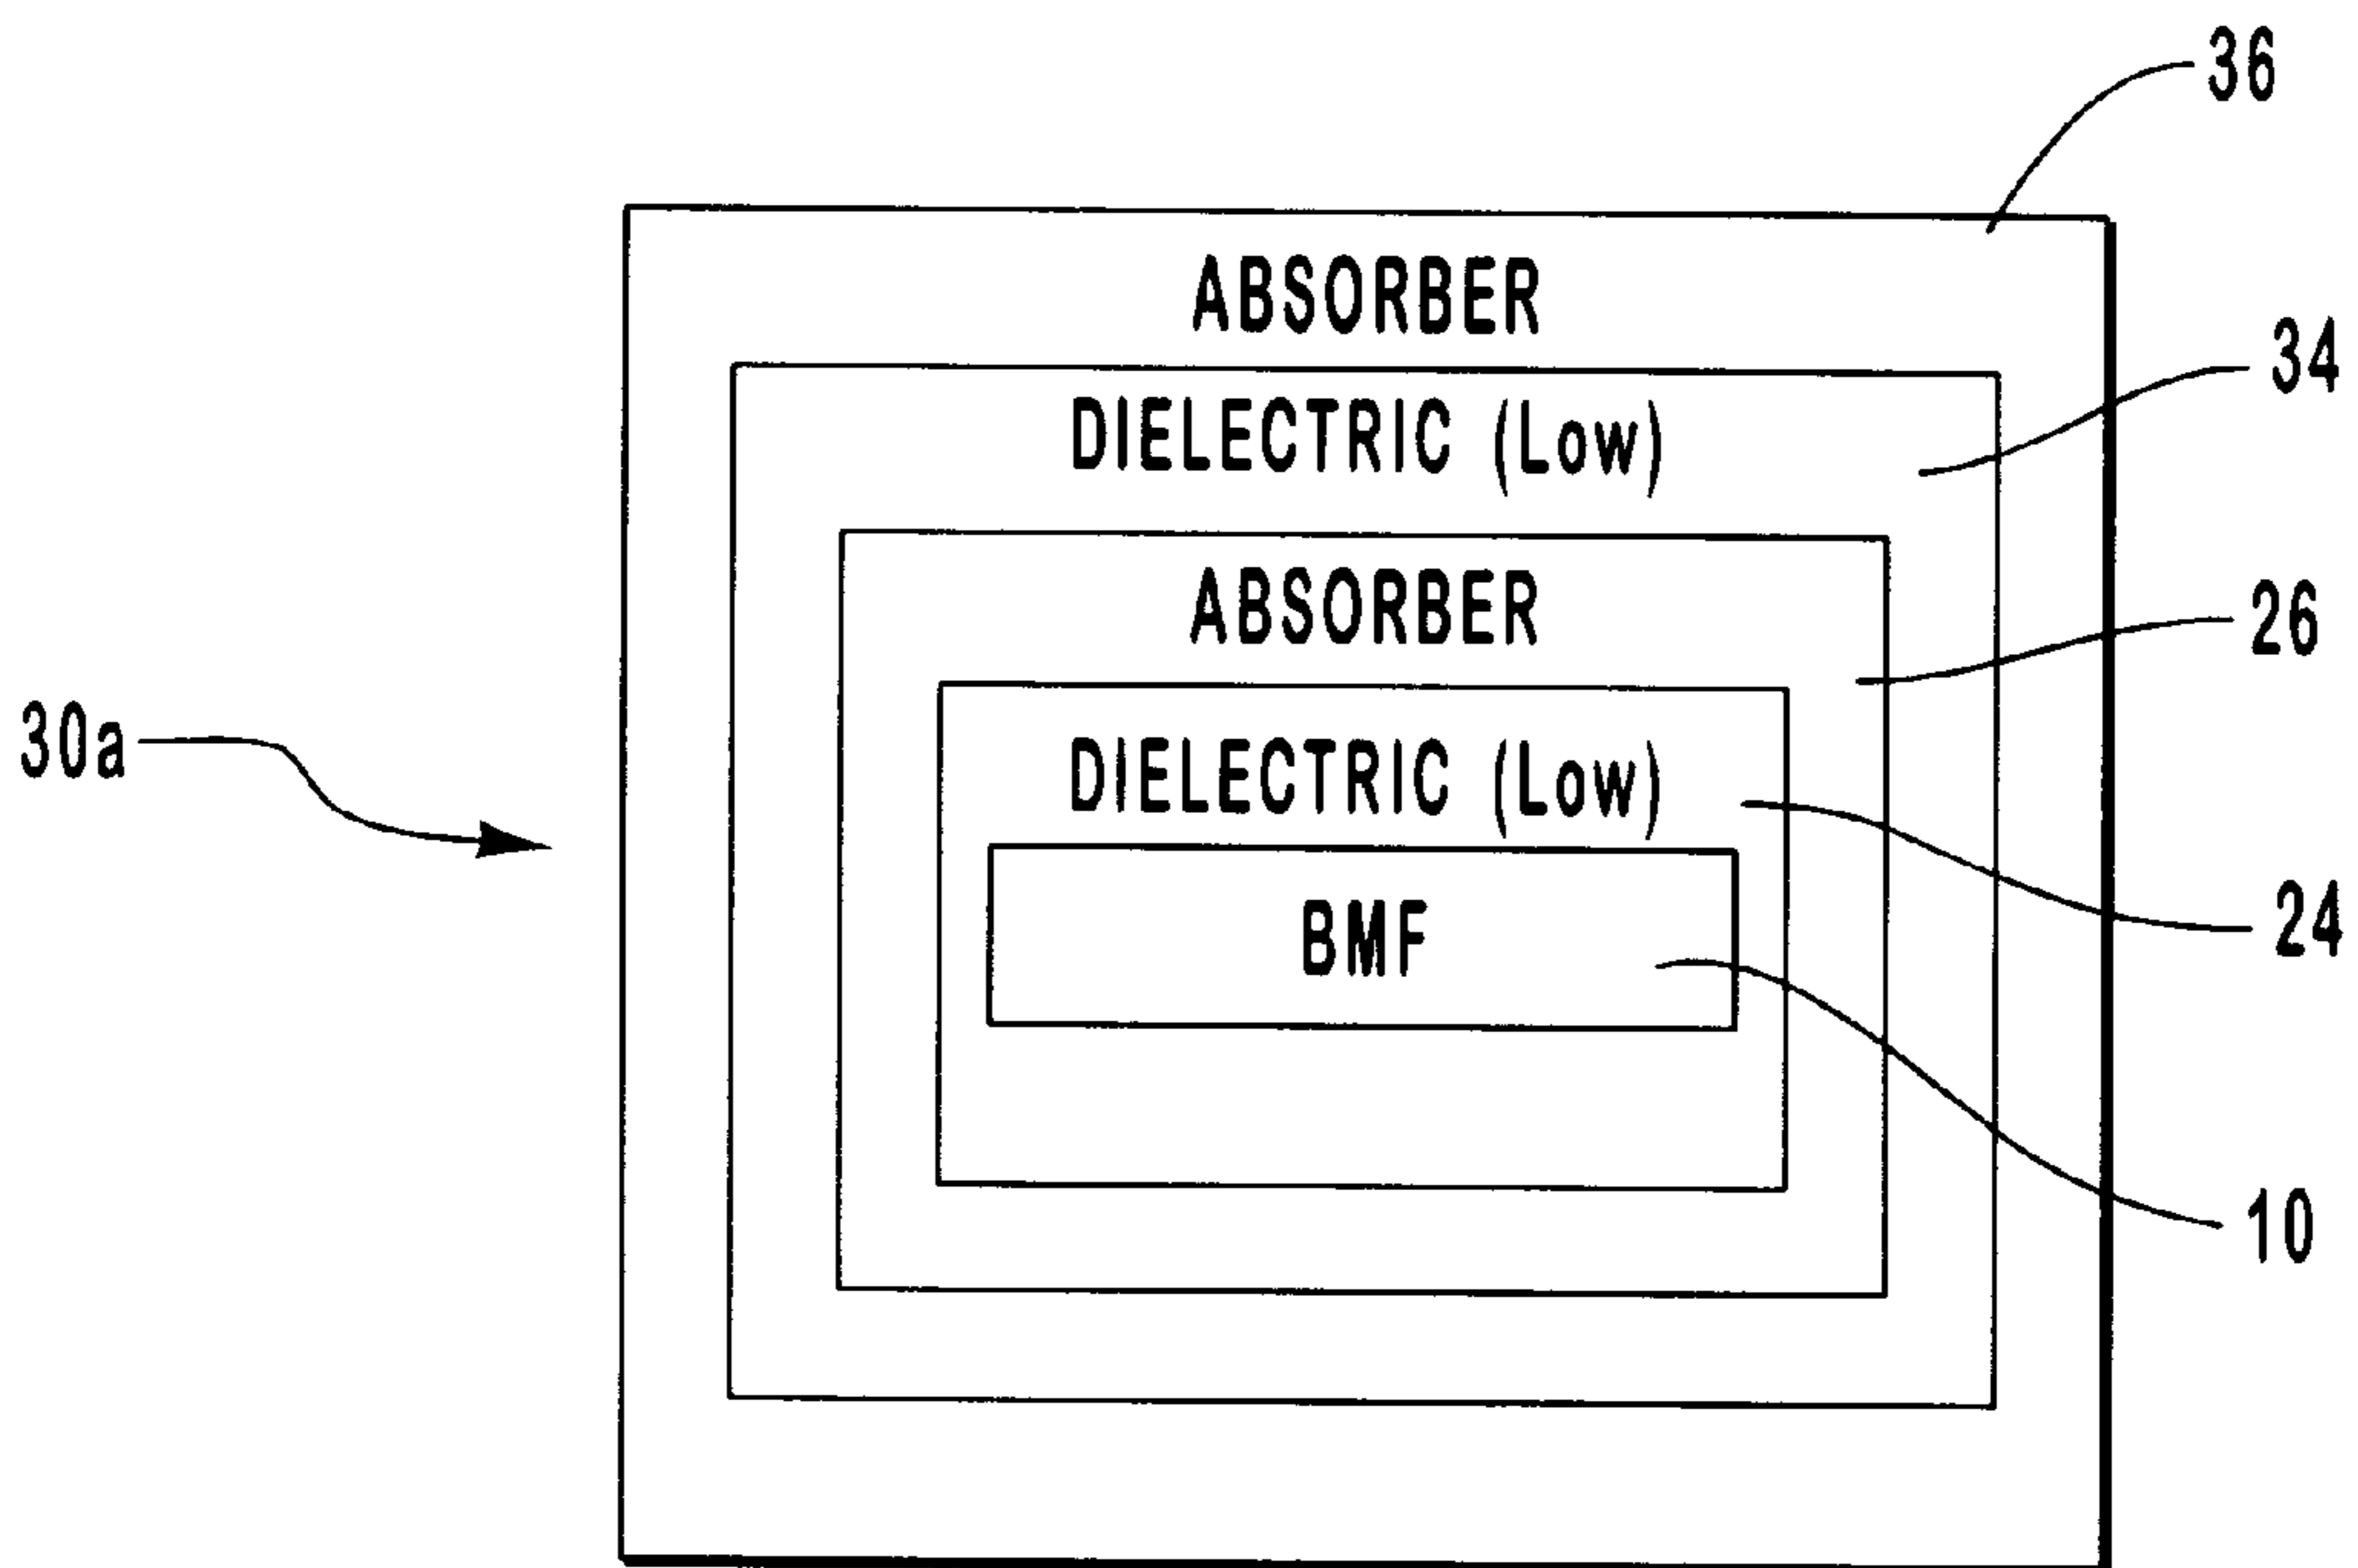 36
ABSORBER
34
DIELECTRIC (Low)
26
ABSORBER
30a
DIELECTRIC (Low)
24
BMF
10